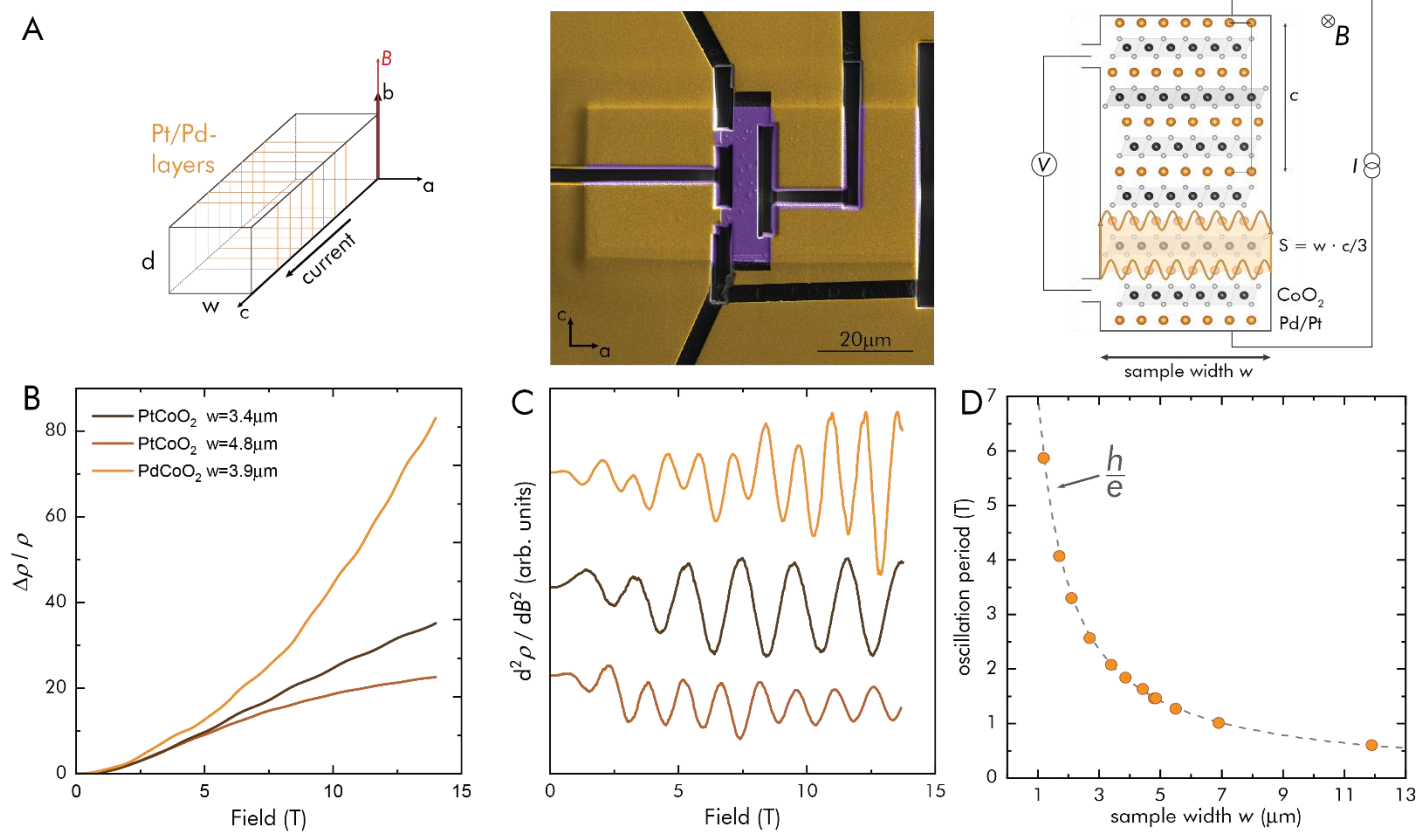 A
B
b
Pt/Pd-
layers
a
current
d
w
c
c
a
20μm
B
c
V
I
S = w · c/3
CoO₂
Pd/Pt
sample width w
B
PtCoO₂ w=3.4μm
PtCoO₂ w=4.8μm
PdCoO₂ w=3.9μm
80
60
40
20
0
Δρ / ρ
0
5
10
15
Field (T)
C
d²ρ / dB² (arb. units)
0
5
10
15
Field (T)
D
h
e
7
6
5
4
3
2
1
0
oscillation period (T)
1
3
5
7
9
11
13
sample width w (μm)